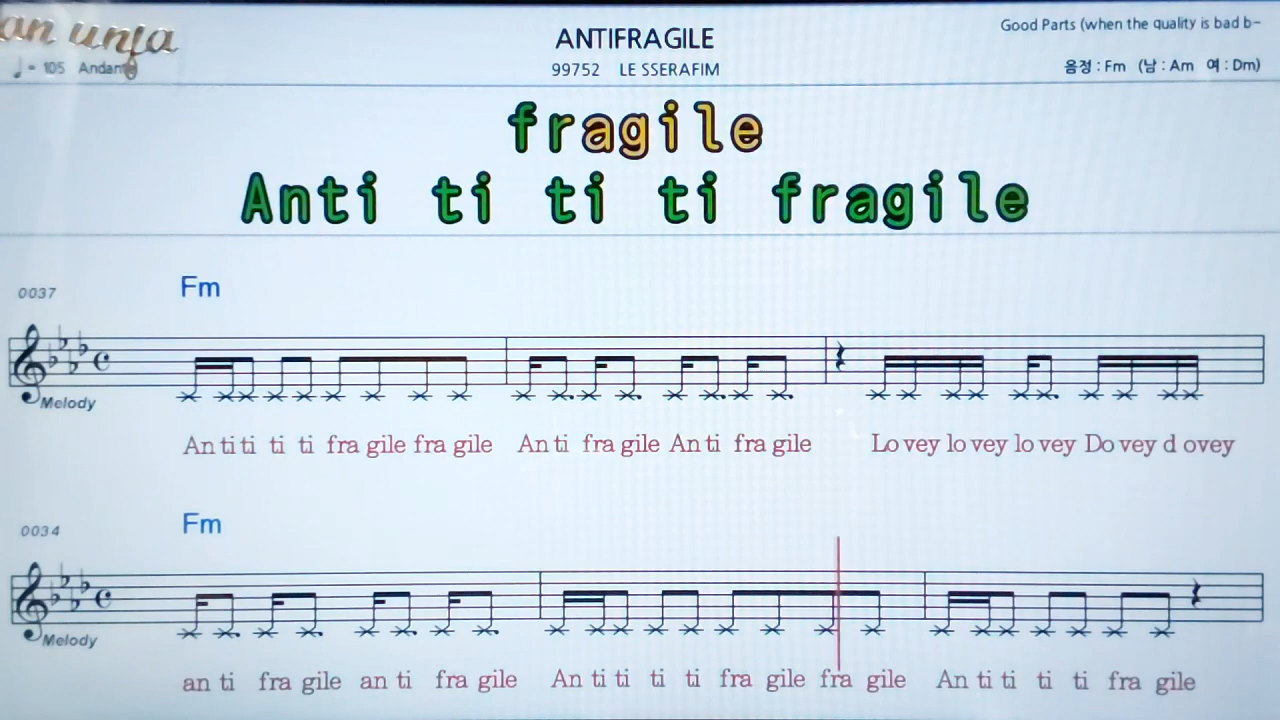 an unja
ANTIFRAGILE
Good Parts (when the quality is bad b-
♩= 105 Andante
99752 LE SSERAFIM
음정 : Fm (남 : Am 여 : Dm)
fragile
Anti ti ti ti fragile
0037
Fm
Melody
An ti ti ti ti fra gile fra gile An ti fra gile An ti fra gile Lo vey lo vey lo vey Do vey d ovey
0034
Fm
Melody
an ti fra gile an ti fra gile An ti ti ti ti fra gile fra gile An ti ti ti ti fra gile